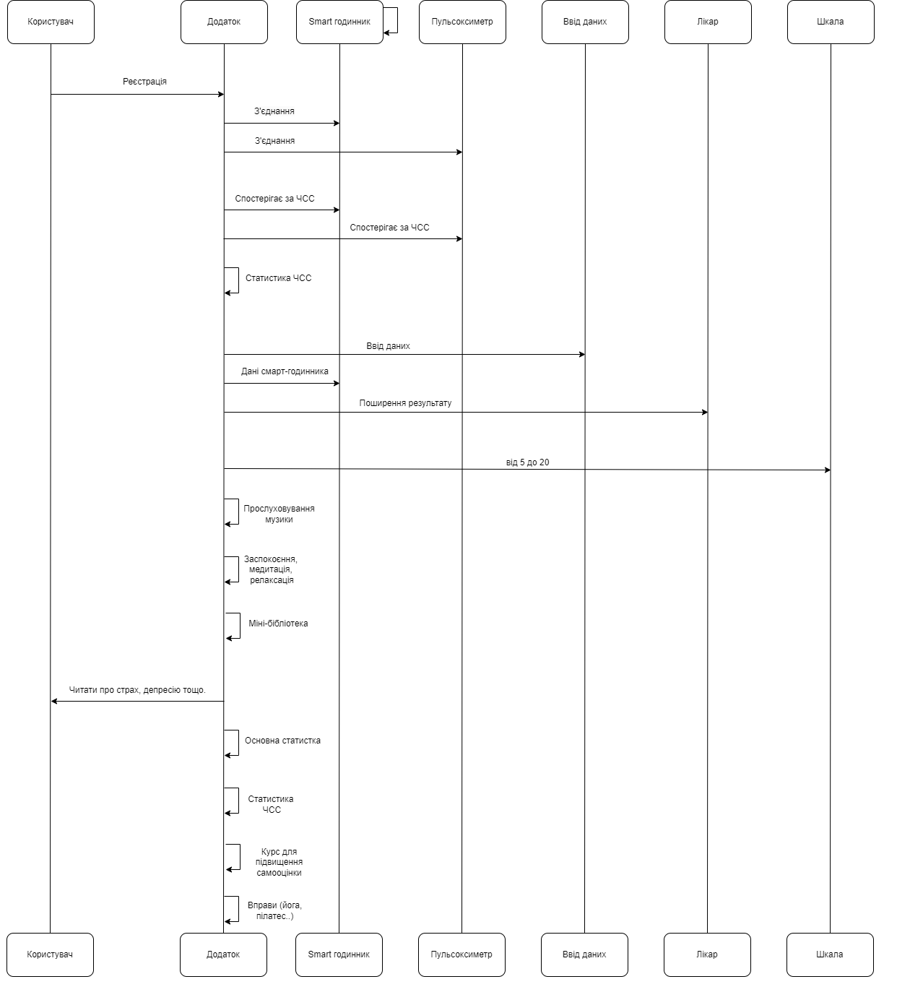 Користувач
Додаток
Smart годинник
Пульсоксиметр
Ввід даних
Лікар
Шкала
Реєстрація
З'єднання
З'єднання
Спостерігає за ЧСС
Спостерігає за ЧСС
Статистика ЧСС
Ввід даних
Дані смарт-годинника
Поширення результату
від 5 до 20
Прослуховування
музики
Заспокоєння,
медитація,
релаксація
Міні-бібліотека
Читати про страх, депресію тощо.
Основна статистка
Статистика
ЧСС
Курс для
підвищення
самооцінки
Вправи (йога,
пілатес..)
Користувач
Додаток
Smart годинник
Пульсоксиметр
Ввід даних
Лікар
Шкала